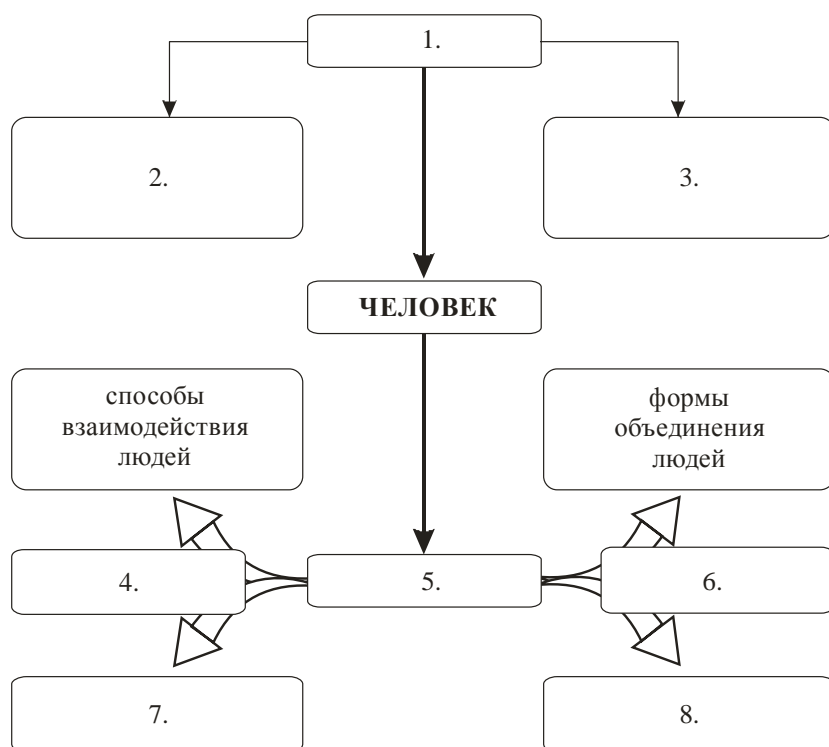 1.
2.
3.
ЧЕЛОВЕК
способы
взаимодействия
людей
формы
объединения
людей
4.
5.
6.
7.
8.